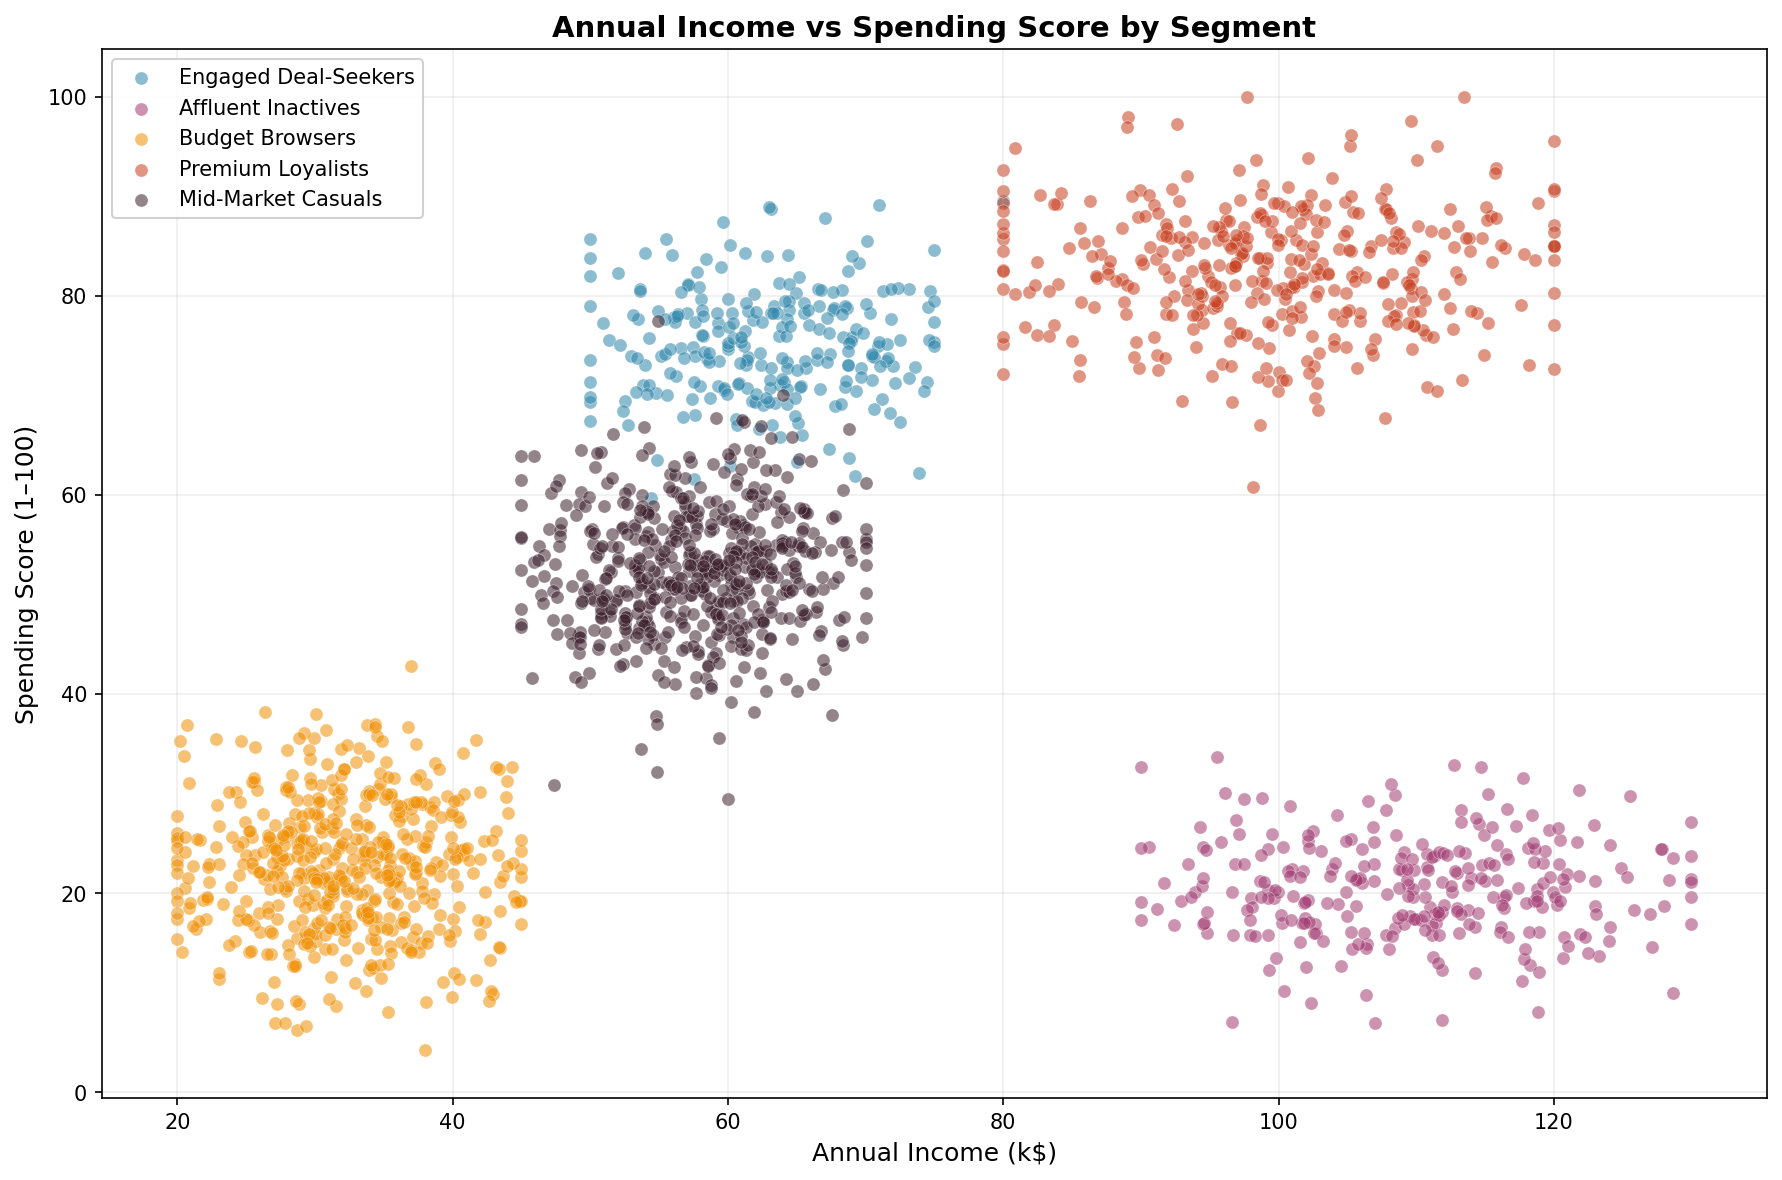 Annual Income vs Spending Score by Segment
Engaged Deal-Seekers
Affluent Inactives
Budget Browsers
Premium Loyalists
Mid-Market Casuals
100
80
60
40
20
0
Spending Score (1–100)
20 40 60 80 100 120
Annual Income (k$)